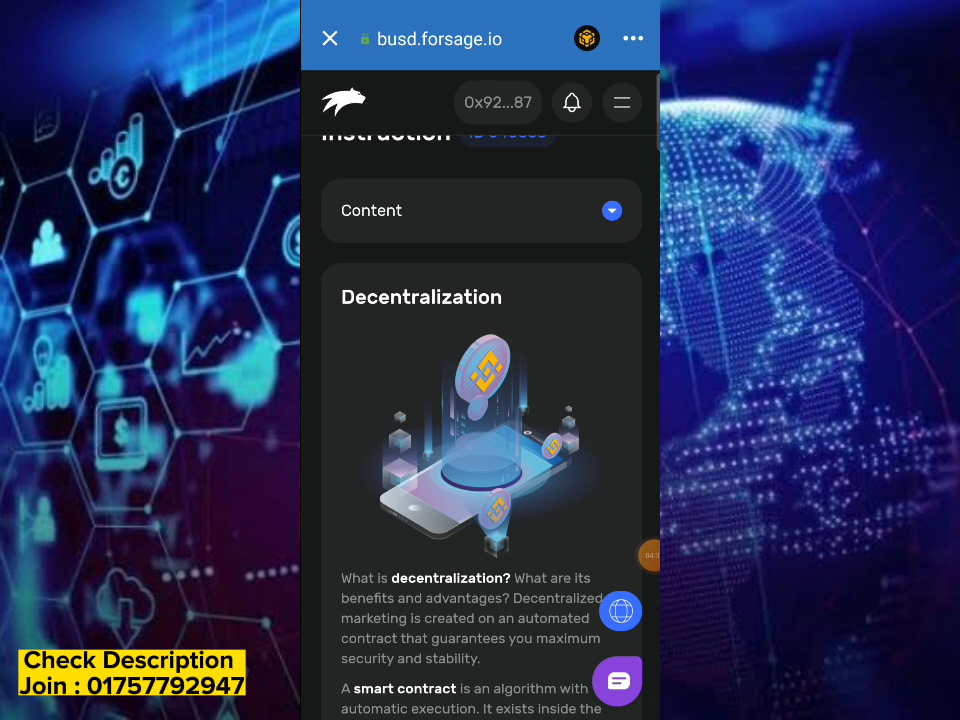 busd.forsage.io
0x92...87
Instruction
Content
Decentralization
What is decentralization? What are its
benefits and advantages? Decentralized
marketing is created on an automated
contract that guarantees you maximum
security and stability.
A smart contract is an algorithm with
automatic execution. It exists inside the
Check Description
Join : 01757792947